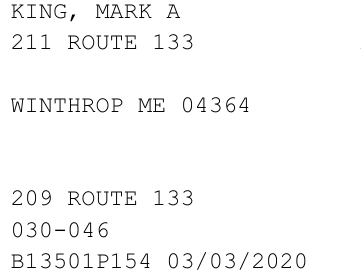 KING, MARK A
211 ROUTE 133
WINTHROP ME 04364
209 ROUTE 133
030-046
B13501P154 03/03/2020